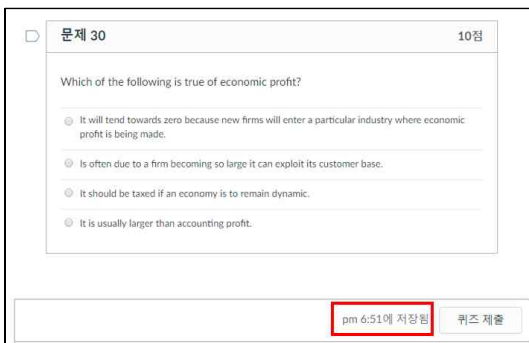 문제 30
10점
Which of the following is true of economic profit?
It will tend towards zero because new firms will enter a particular industry where economic
profit is being made.
Is often due to a firm becoming so large it can exploit its customer base.
It should be taxed if an economy is to remain dynamic.
It is usually larger than accounting profit.
pm 6:51에 저장됨
퀴즈 제출